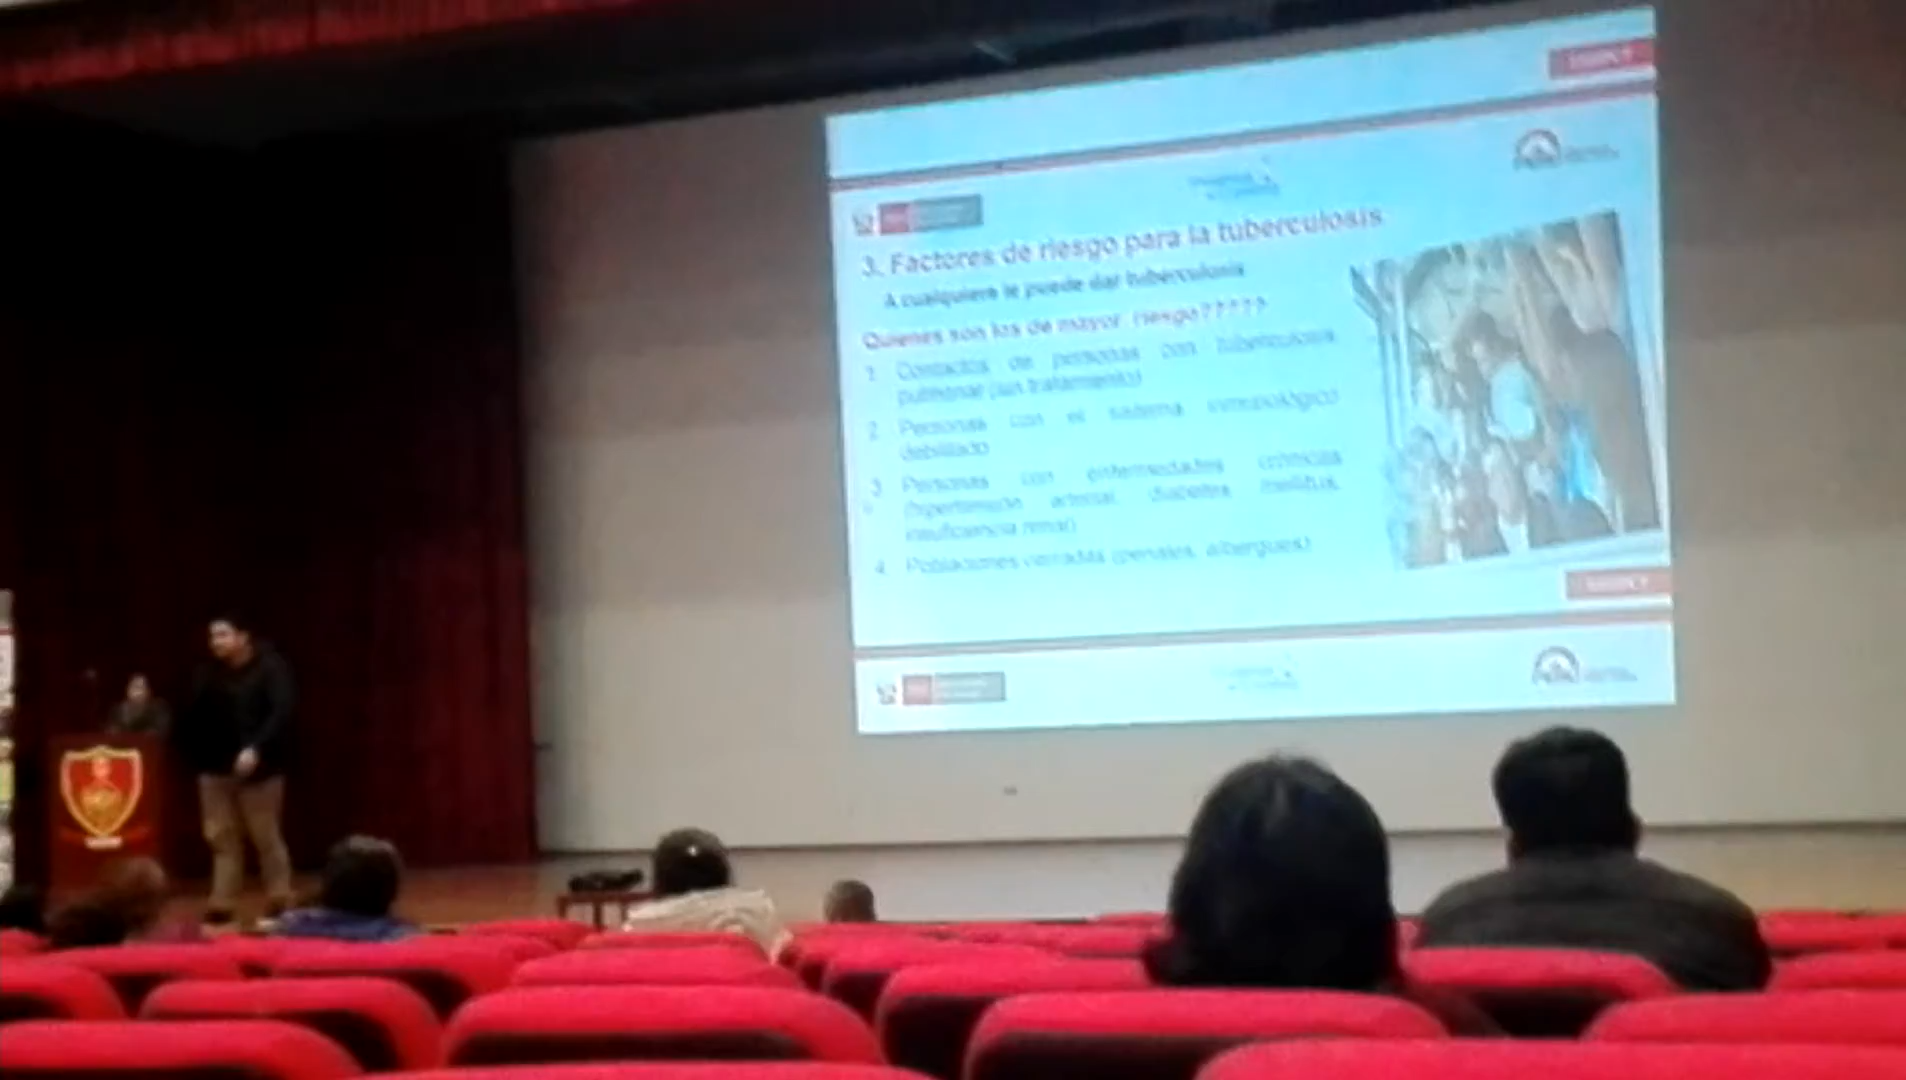 3. Factores de riesgo para la tuberculosis
A cualquiera le puede dar tuberculosis
Quienes son los de mayor riesgo?????
1. Contactos de personas con tuberculosis
pulmonar (sin tratamiento)
2. Personas con el sistema inmunológico
debilitado
3. Personas con enfermedades crónicas
(hipertensión arterial, diabetes mellitus,
insuficiencia renal)
4. Poblaciones cerradas (penales, albergues)